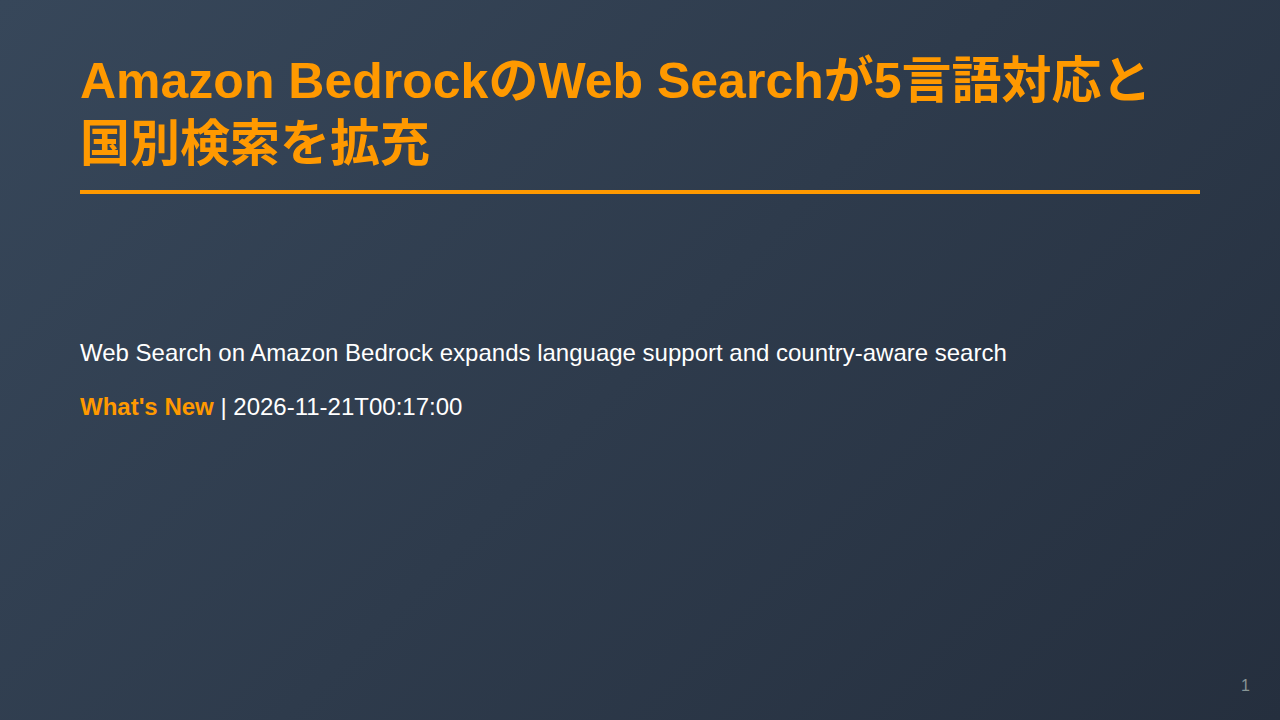 Amazon BedrockのWeb Searchが5言語対応と
国別検索を拡充
Web Search on Amazon Bedrock expands language support and country-aware search
What's New | 2026-11-21T00:17:00
1